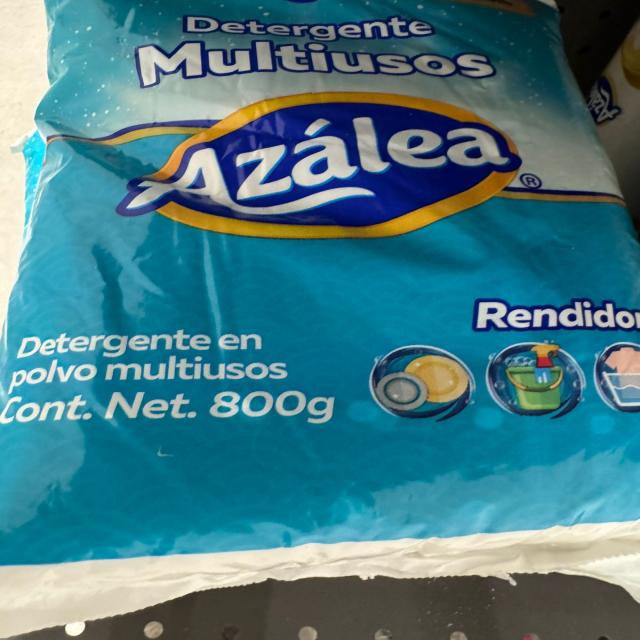 Detergente
Multiusos
Azálea
®
Rendidor
Detergente en
polvo multiusos
Cont. Net. 800g